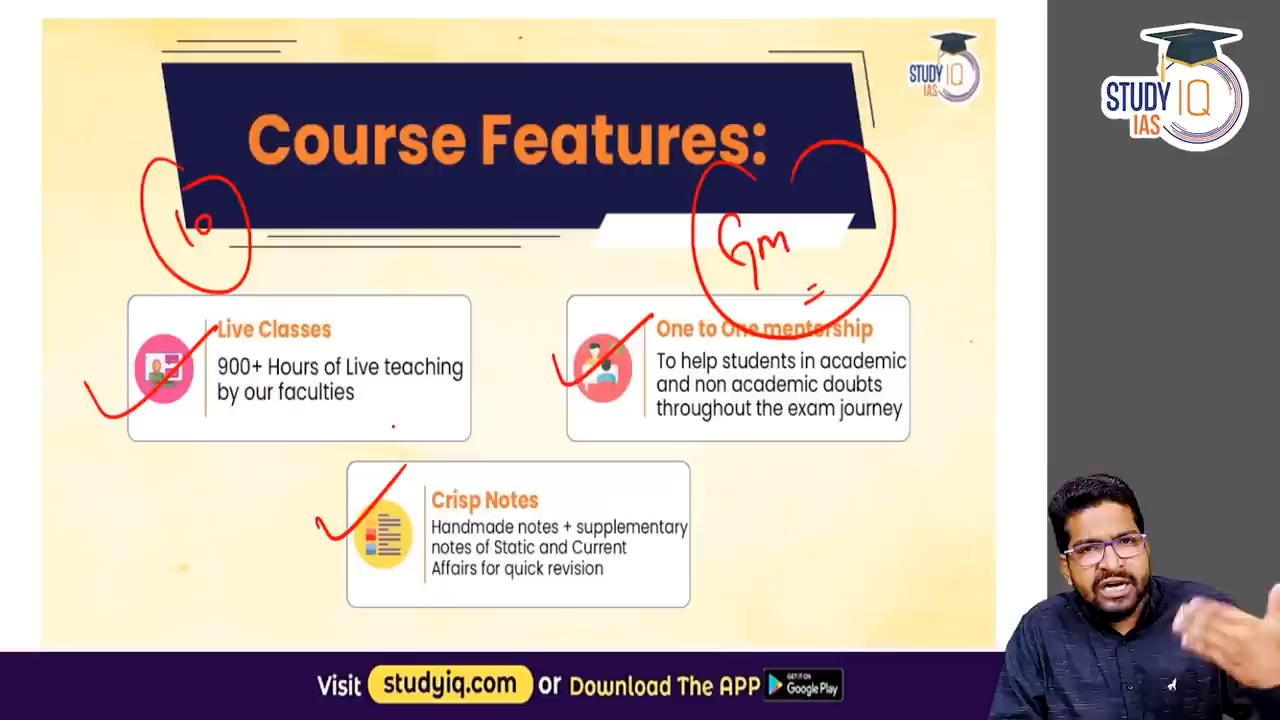 STUDY IQ
IAS
STUDY IQ
IAS
Course Features:
10
Gm
Live Classes
900+ Hours of Live teaching
by our faculties
One to One mentorship
To help students in academic
and non academic doubts
throughout the exam journey
Crisp Notes
Handmade notes + supplementary
notes of Static and Current
Affairs for quick revision
Visit studyiq.com or Download The APP GET IT ON Google Play